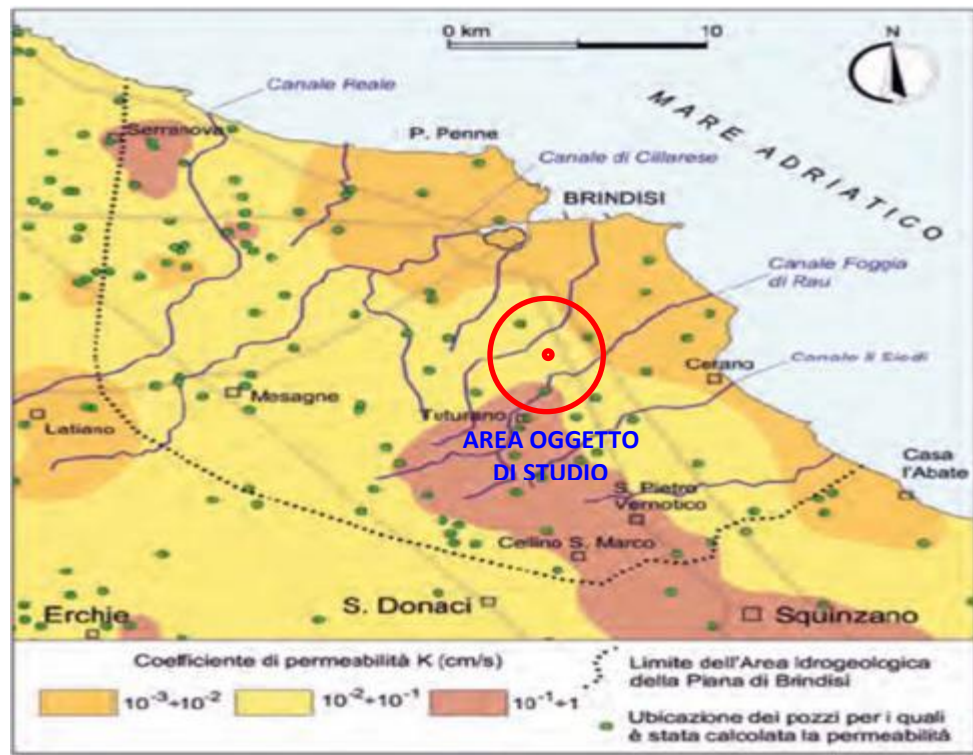 0 km 10
N
Canale Reale
MARE ADRIATICO
Serranova
P. Penne
Canale di Cillarese
BRINDISI
Canale Foggia
di Rau
Cerano
Canale Il Siedi
Mesagne
Latiano
Tuturano
AREA OGGETTO
DI STUDIO
Casa
l'Abate
S. Pietro
Vernotico
Cellino S. Marco
S. Donaci
Erchie
Squinzano
Coefficiente di permeabilità K (cm/s)
10⁻³÷10⁻²
10⁻²÷10⁻¹
10⁻¹÷1
Limite dell'Area Idrogeologica
della Piana di Brindisi
Ubicazione dei pozzi per i quali
è stata calcolata la permeabilità